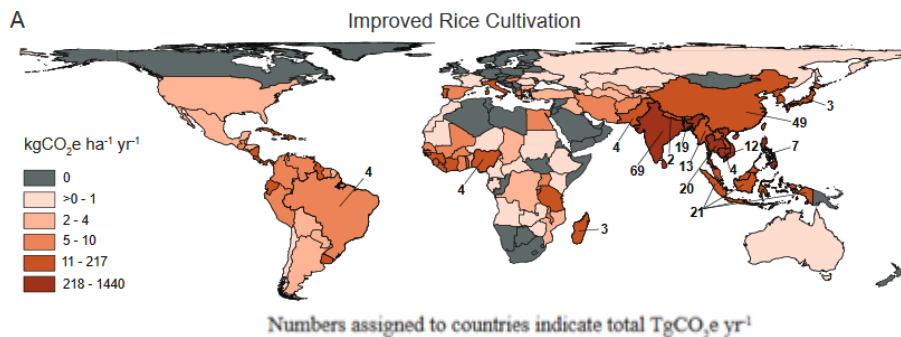 A
Improved Rice Cultivation
kgCO₂e ha⁻¹ yr⁻¹
0
>0 - 1
2 - 4
5 - 10
11 - 217
218 - 1440
4
4
3
4
69
2
19
13
20
21
4
12
7
49
3
Numbers assigned to countries indicate total TgCO₂e yr⁻¹